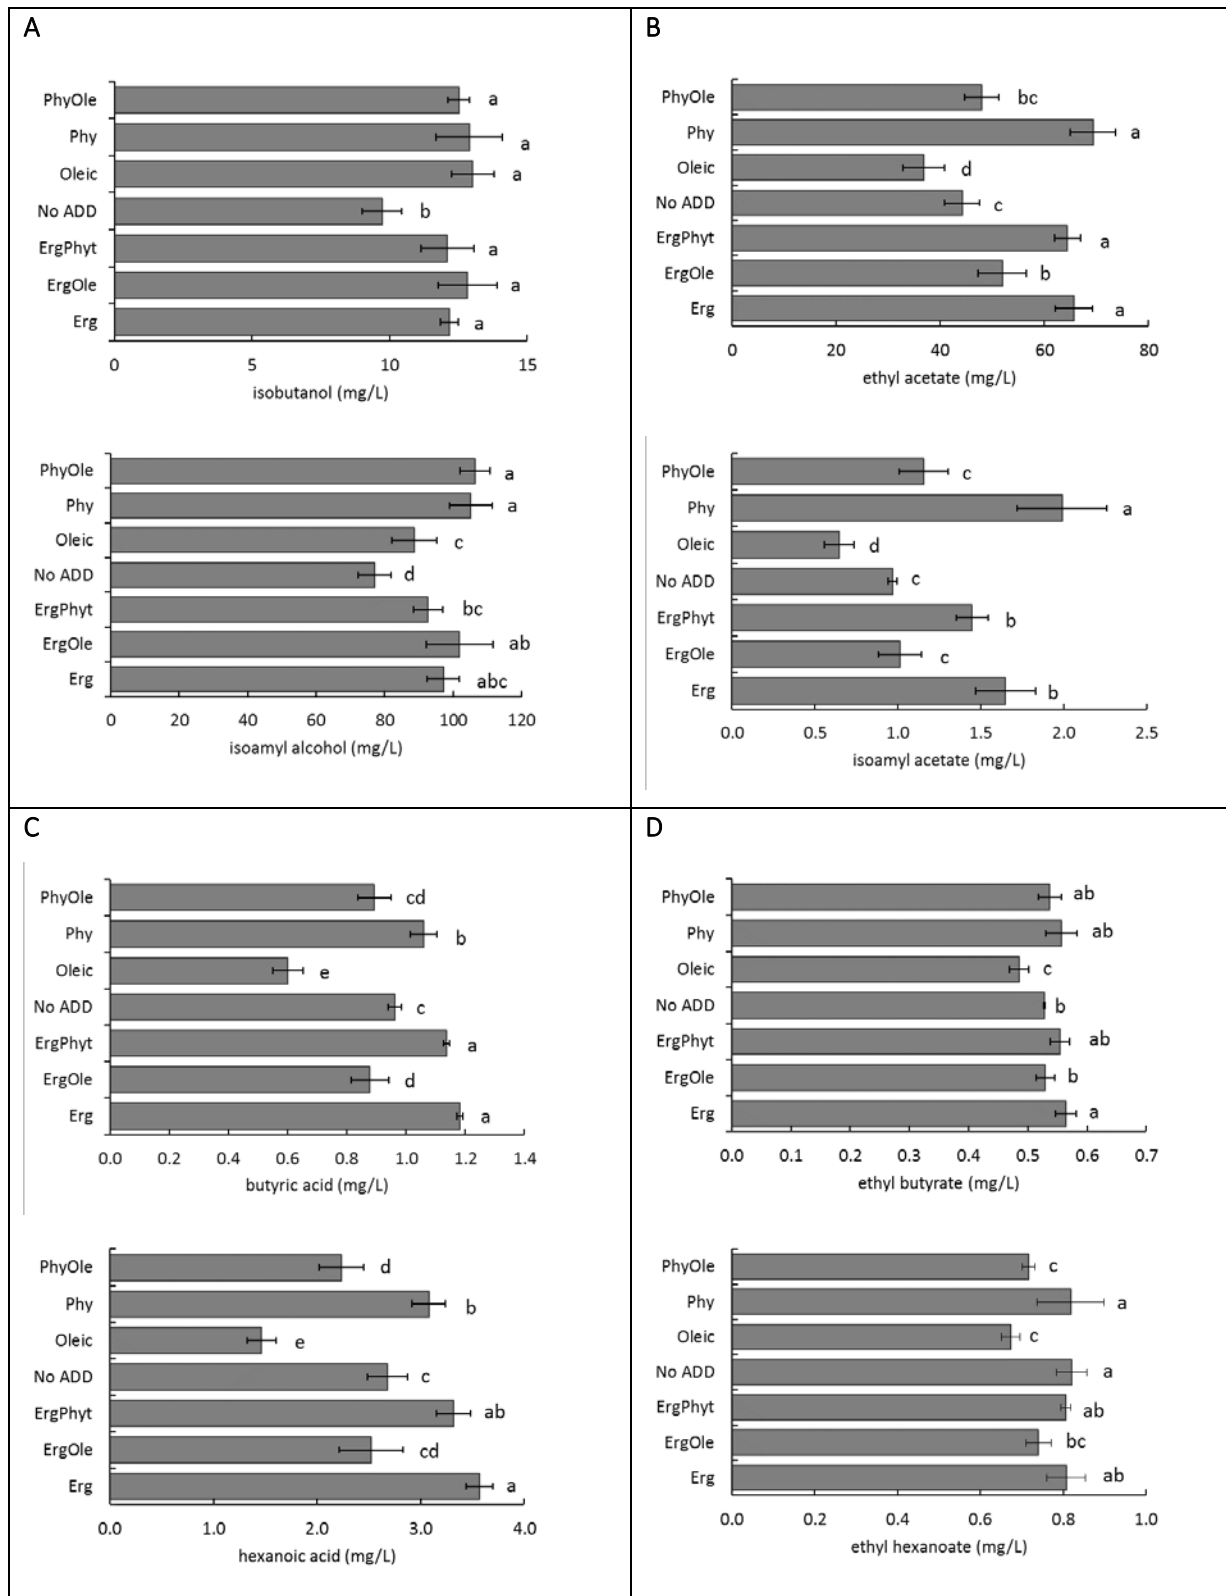 A
PhyOle a
Phy a
Oleic a
No ADD b
ErgPhyt a
ErgOle a
Erg a
0 5 10 15
isobutanol (mg/L)
PhyOle a
Phy a
Oleic c
No ADD d
ErgPhyt bc
ErgOle ab
Erg abc
0 20 40 60 80 100 120
isoamyl alcohol (mg/L)
B
PhyOle bc
Phy a
Oleic d
No ADD c
ErgPhyt a
ErgOle b
Erg a
0 20 40 60 80
ethyl acetate (mg/L)
PhyOle c
Phy a
Oleic d
No ADD c
ErgPhyt b
ErgOle c
Erg b
0.0 0.5 1.0 1.5 2.0 2.5
isoamyl acetate (mg/L)
C
PhyOle cd
Phy b
Oleic e
No ADD c
ErgPhyt a
ErgOle d
Erg a
0.0 0.2 0.4 0.6 0.8 1.0 1.2 1.4
butyric acid (mg/L)
PhyOle d
Phy b
Oleic e
No ADD c
ErgPhyt ab
ErgOle cd
Erg a
0.0 1.0 2.0 3.0 4.0
hexanoic acid (mg/L)
D
PhyOle ab
Phy ab
Oleic c
No ADD b
ErgPhyt ab
ErgOle b
Erg a
0.0 0.1 0.2 0.3 0.4 0.5 0.6 0.7
ethyl butyrate (mg/L)
PhyOle c
Phy a
Oleic c
No ADD a
ErgPhyt ab
ErgOle bc
Erg ab
0.0 0.2 0.4 0.6 0.8 1.0
ethyl hexanoate (mg/L)